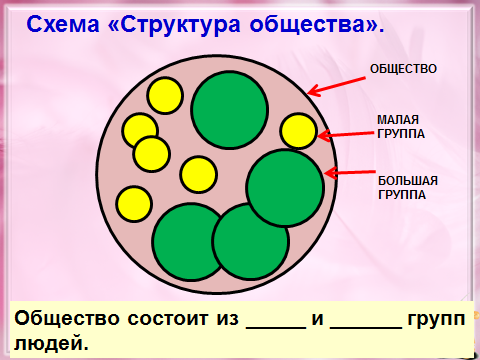 Схема «Структура общества».
ОБЩЕСТВО
МАЛАЯ
ГРУППА
БОЛЬШАЯ
ГРУППА
Общество состоит из _____ и ______ групп
людей.